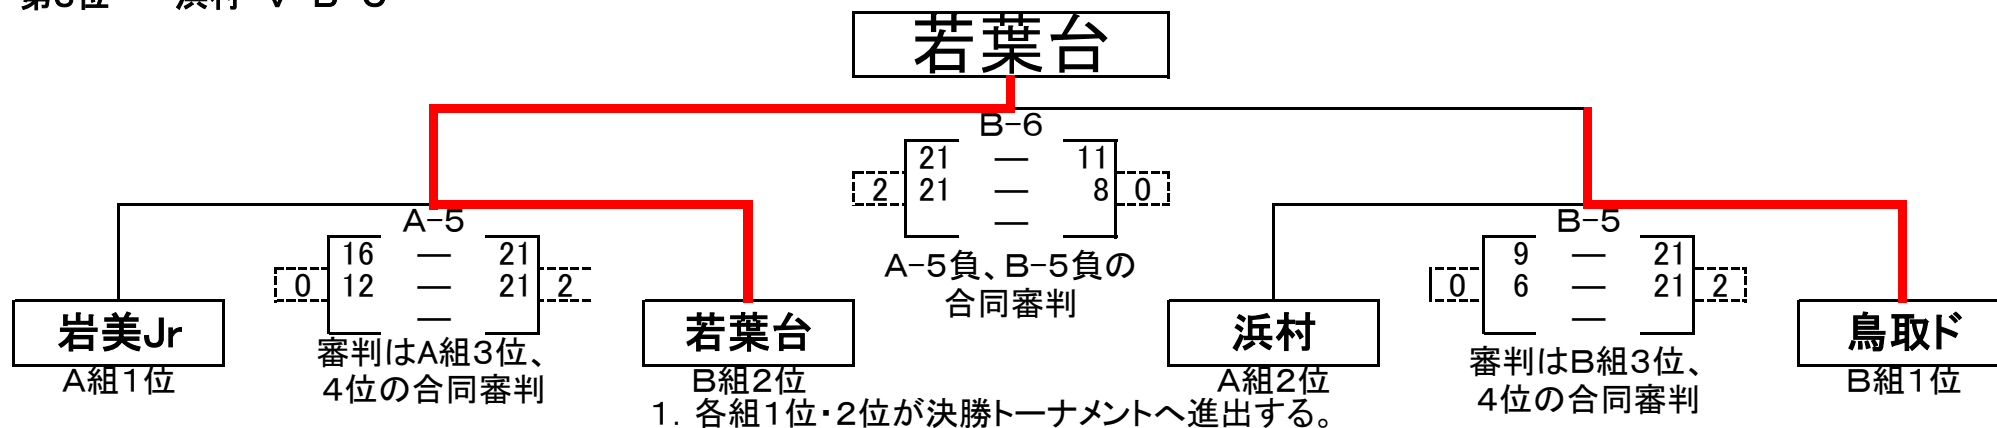 若葉台
B-6
21 — 11
2 21 — 8 0
—
A-5負、B-5負の
合同審判
A-5
16 — 21
0 12 — 21 2
—
審判はA組3位、
4位の合同審判
B-5
9 — 21
0 6 — 21 2
—
審判はB組3位、
4位の合同審判
岩美Jr
A組1位
若葉台
B組2位
浜村
A組2位
鳥取ド
B組1位
1. 各組1位・2位が決勝トーナメントへ進出する。